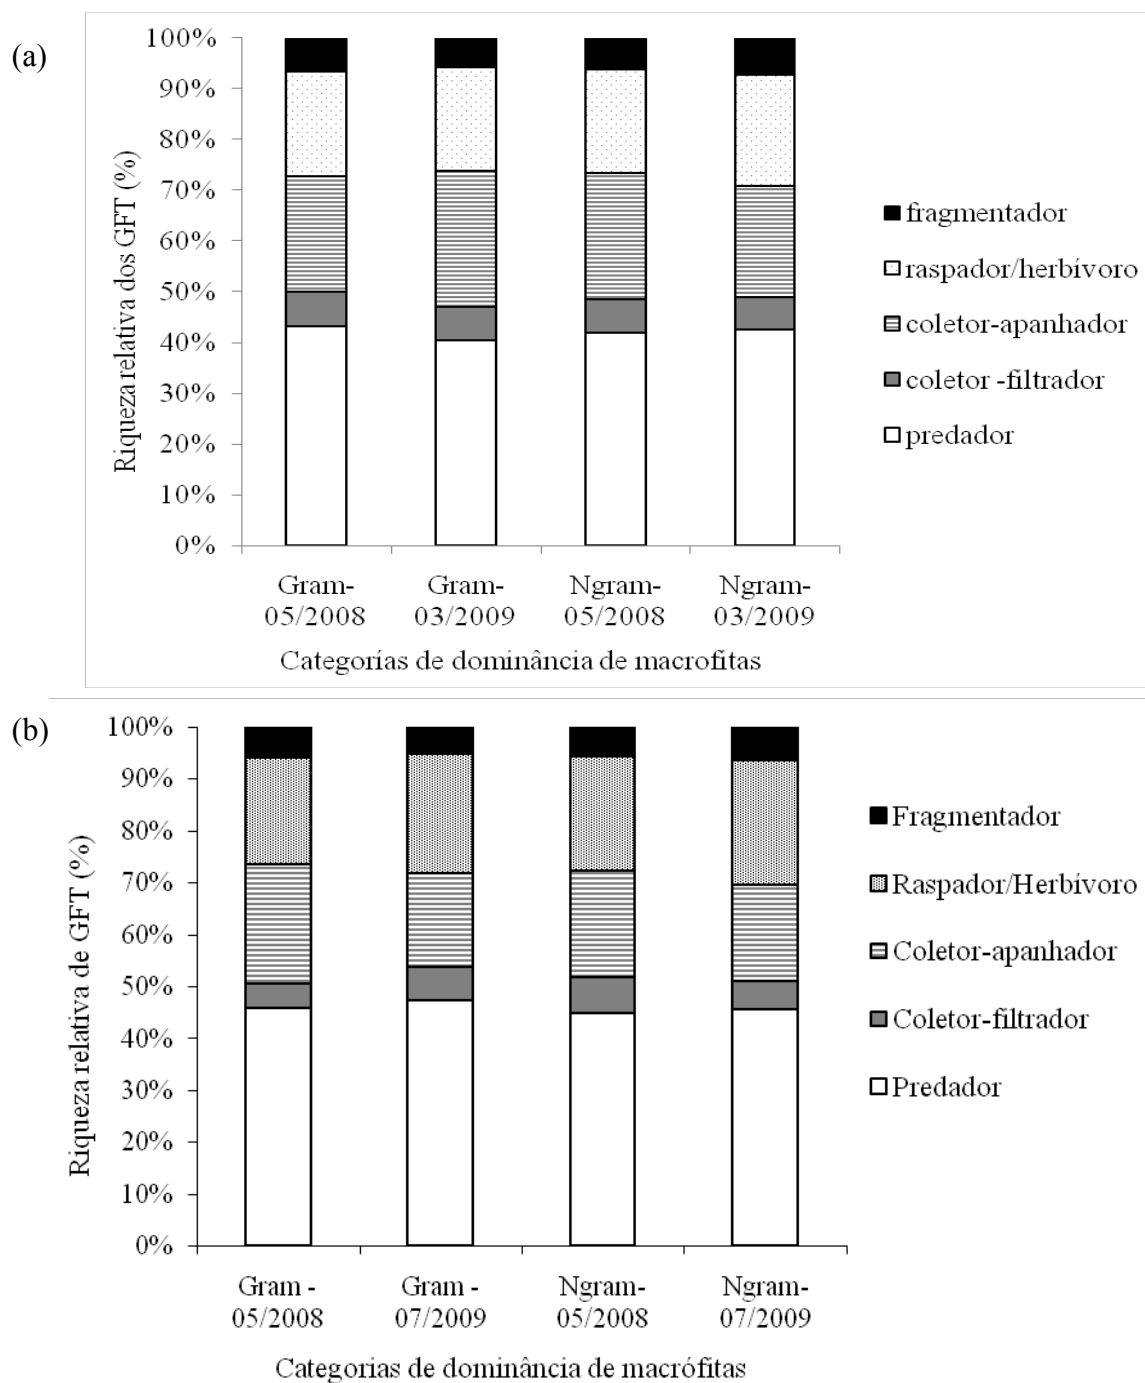 (a)
Riqueza relativa dos GFT (%)
100%
90%
80%
70%
60%
50%
40%
30%
20%
10%
0%
Gram-
05/2008
Gram-
03/2009
Ngram-
05/2008
Ngram-
03/2009
Categorías de dominância de macrofitas
fragmentador
raspador/herbívoro
coletor-apanhador
coletor -filtrador
predador
(b)
Riqueza relativa de GFT (%)
100%
90%
80%
70%
60%
50%
40%
30%
20%
10%
0%
Gram -
05/2008
Gram -
07/2009
Ngram-
05/2008
Ngram-
07/2009
Categorias de dominância de macrófitas
Fragmentador
Raspador/Herbívoro
Coletor-apanhador
Coletor-filtrador
Predador